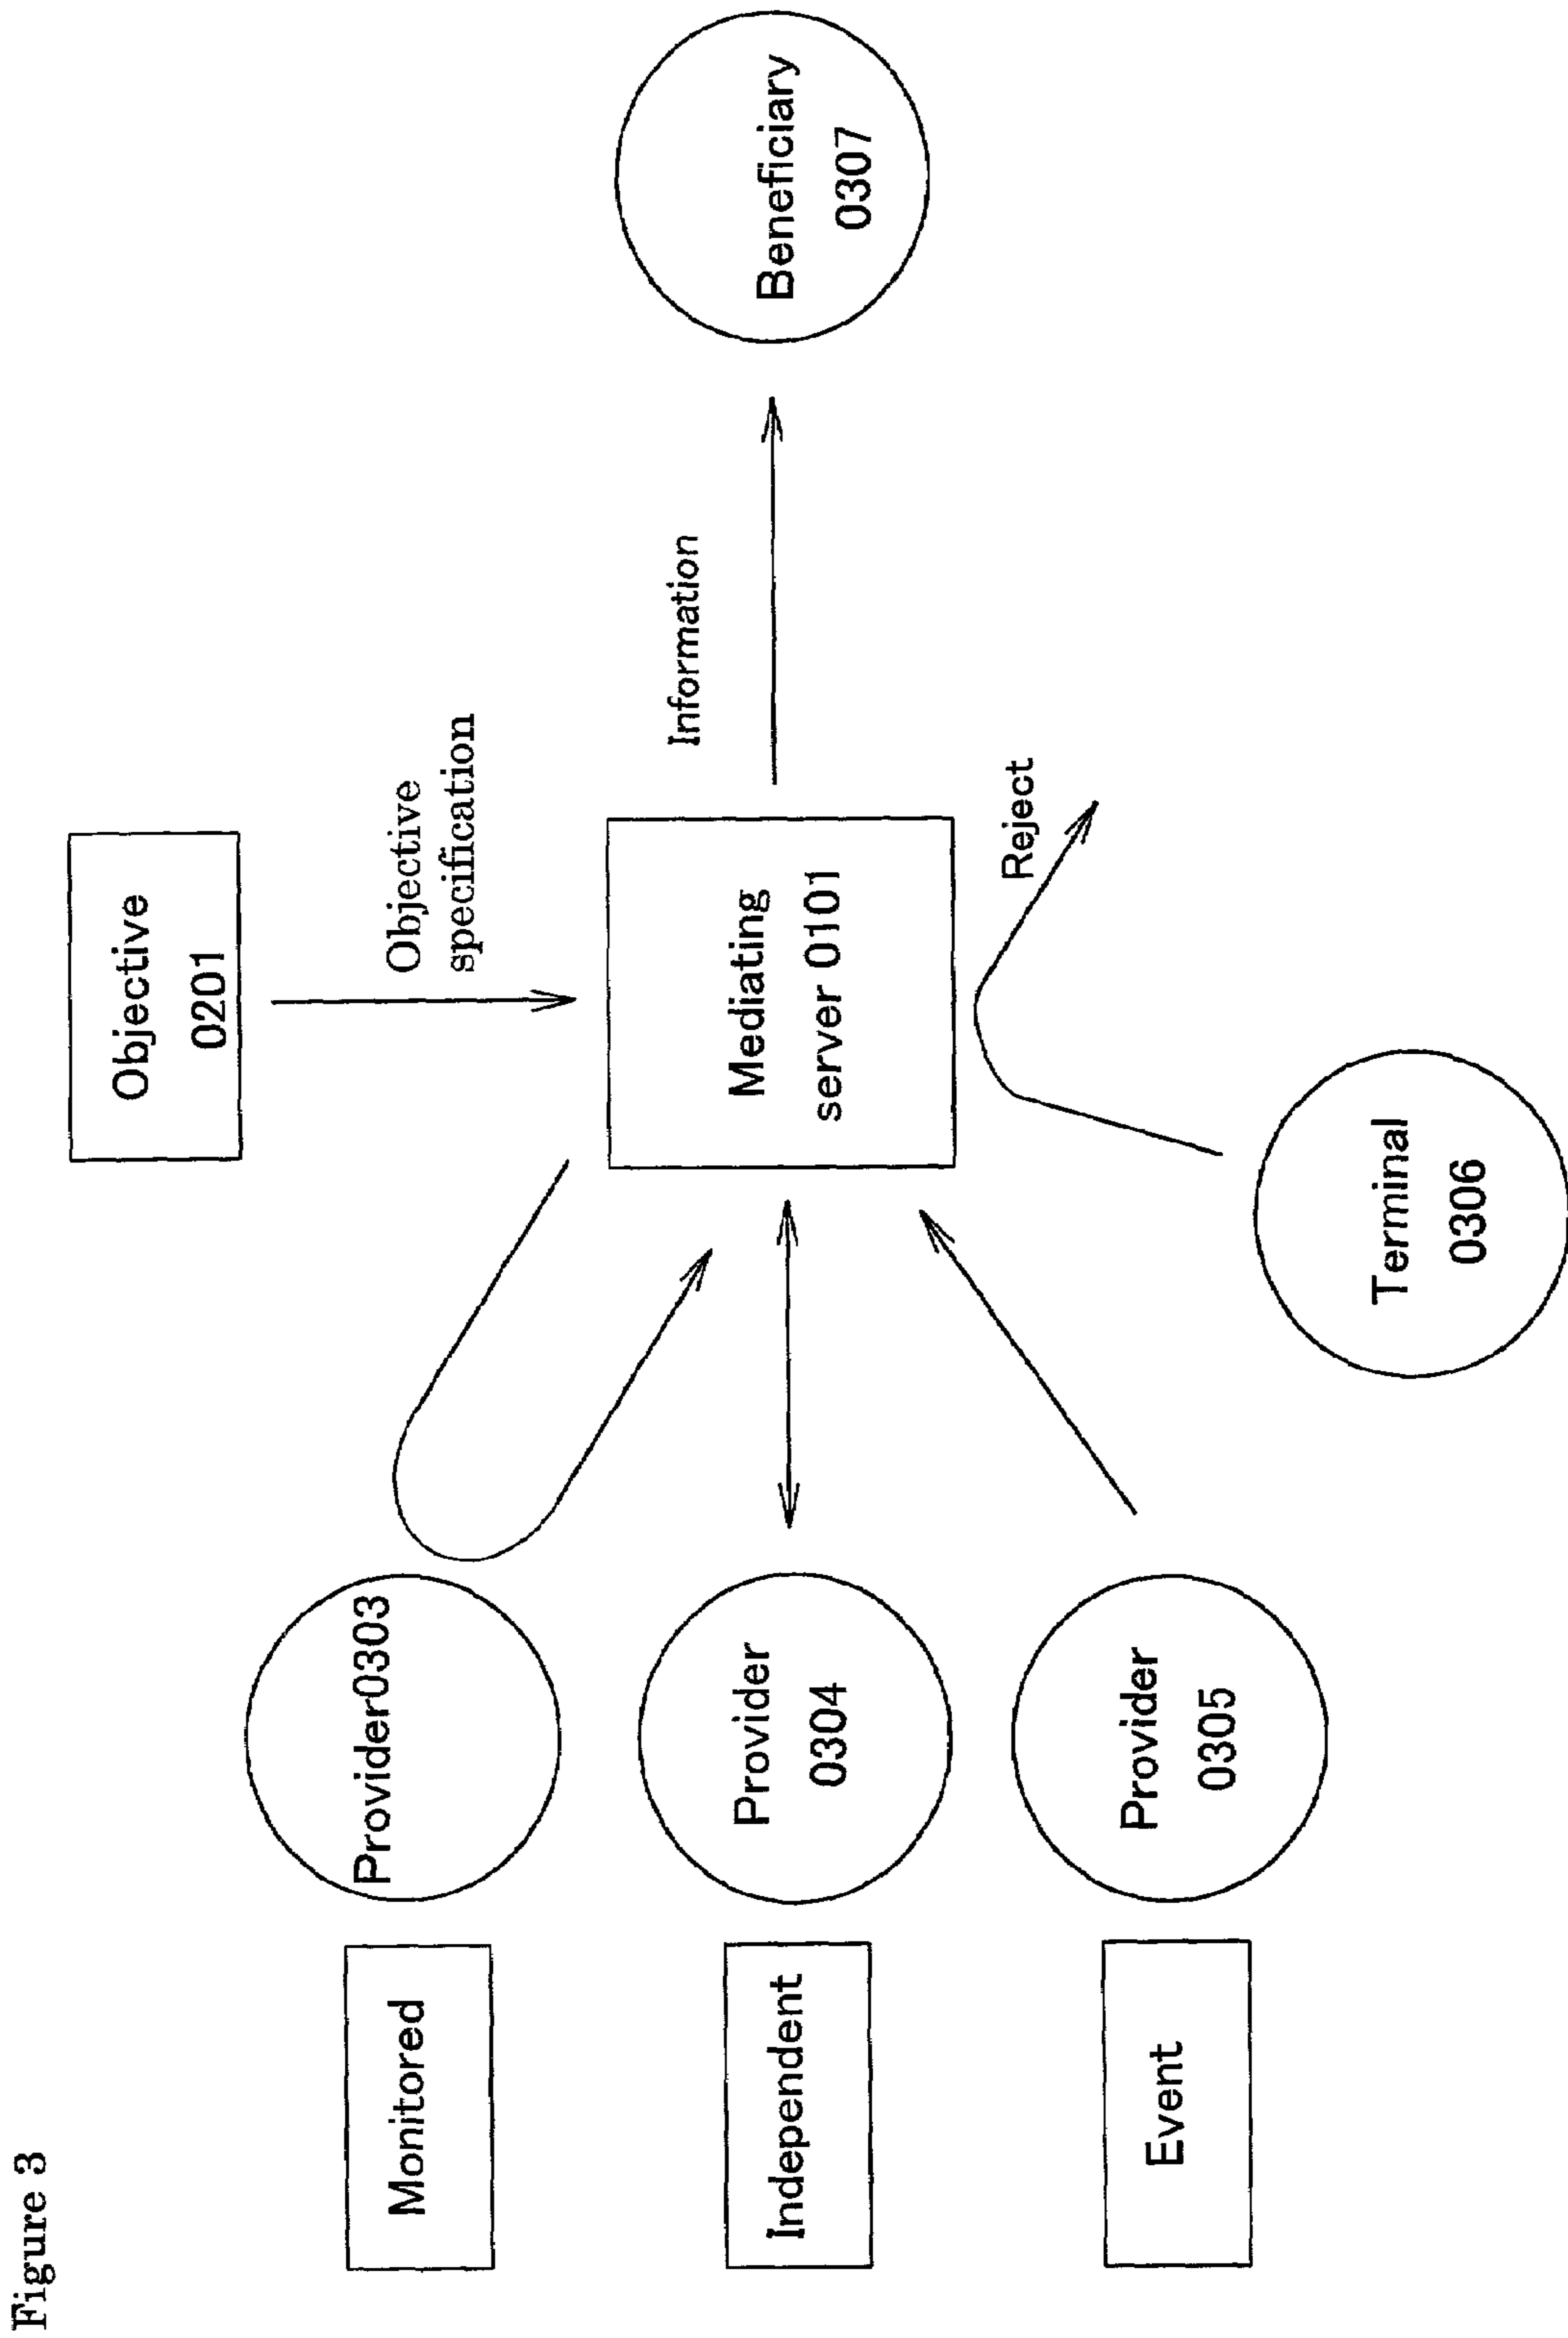 Figure 3
Objective
0201
Objective
specification
Monitored
Provider0303
Information
Independent
Provider
0304
Mediating
server 0101
Beneficiary
0307
Reject
Event
Provider
0305
Terminal
0306